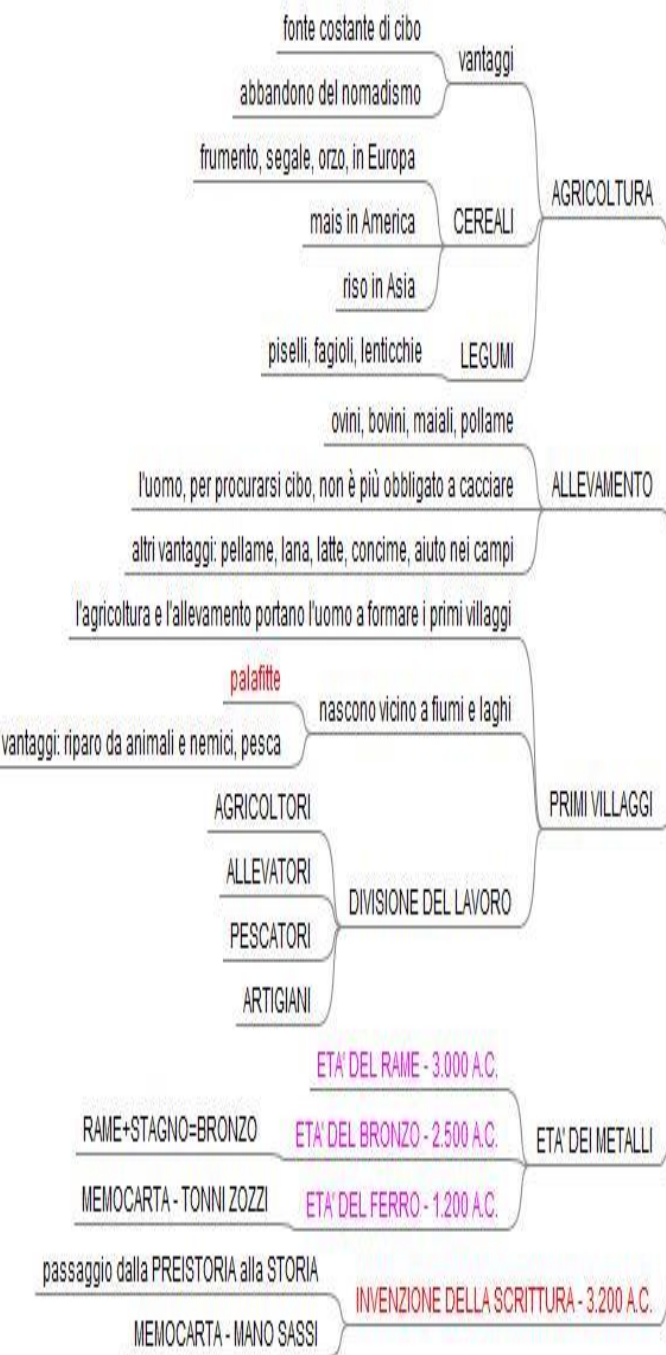 fonte costante di cibo
vantaggi
abbandono del nomadismo
frumento, segale, orzo, in Europa
AGRICOLTURA
mais in America
CEREALI
riso in Asia
piselli, fagioli, lenticchie
LEGUMI
ovini, bovini, maiali, pollame
l'uomo, per procurarsi cibo, non è più obbligato a cacciare
ALLEVAMENTO
altri vantaggi: pellame, lana, latte, concime, aiuto nei campi
l'agricoltura e l'allevamento portano l'uomo a formare i primi villaggi
palafitte
nascono vicino a fiumi e laghi
vantaggi: riparo da animali e nemici, pesca
PRIMI VILLAGGI
AGRICOLTORI
ALLEVATORI
DIVISIONE DEL LAVORO
PESCATORI
ARTIGIANI
ETA' DEL RAME - 3.000 A.C.
RAME+STAGNO=BRONZO
ETA' DEL BRONZO - 2.500 A.C.
ETA' DEI METALLI
MEMOCARTA - TONNI ZOZZI
ETA' DEL FERRO - 1.200 A.C.
passaggio dalla PREISTORIA alla STORIA
INVENZIONE DELLA SCRITTURA - 3.200 A.C.
MEMOCARTA - MANO SASSI